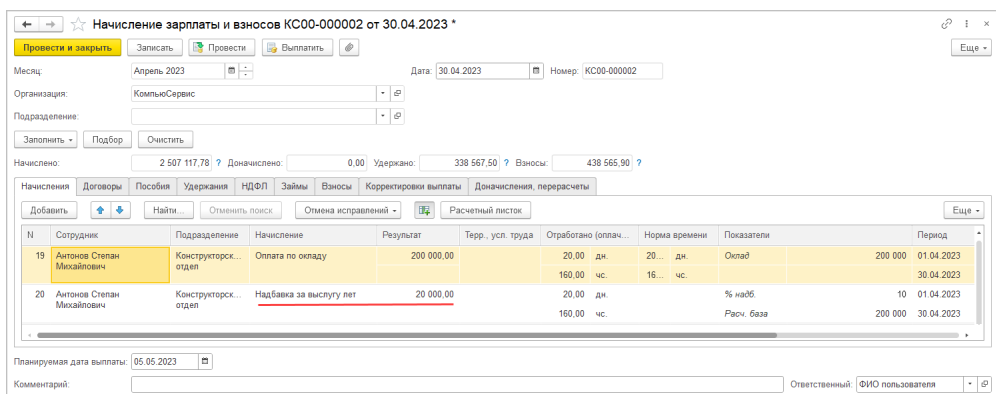 Начисление зарплаты и взносов КС00-000002 от 30.04.2023 *
Провести и закрыть Записать Провести Выплатить Еще
Месяц: Апрель 2023 Дата: 30.04.2023 Номер: КС00-000002
Организация: КомпьюСервис
Подразделение:
Заполнить Подбор Очистить
Начислено: 2 507 117,78 ? Доначислено: 0,00 Удержано: 338 567,50 ? Взносы: 438 565,90 ?
Начисления Договоры Пособия Удержания НДФЛ Займы Взносы Корректировки выплаты Доначисления, перерасчеты
Добавить Найти... Отменить поиск Отмена исправлений Расчетный листок Еще
N Сотрудник Подразделение Начисление Результат Терр., усл. труда Отработано (оплач... Норма времени Показатели Период
19 Антонов Степан Конструкторск... Оплата по окладу 200 000,00 20,00 дн. 20... дн. Оклад 200 000 01.04.2023
Михайлович отдел 160,00 чс. 16... чс. 30.04.2023
20 Антонов Степан Конструкторск... Надбавка за выслугу лет 20 000,00 20,00 дн. % надб. 10 01.04.2023
Михайлович отдел 160,00 чс. Расч. база 200 000 30.04.2023
Планируемая дата выплаты: 05.05.2023
Комментарий: Ответственный: ФИО пользователя